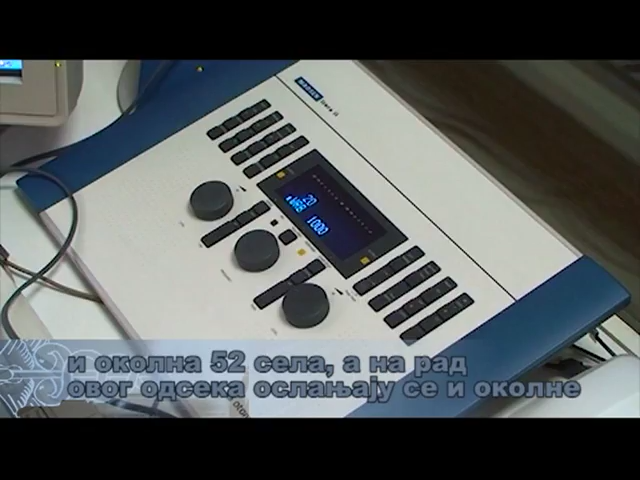 20
1000
и околна 52 села, а на рад
овог одсека ослањају се и околне